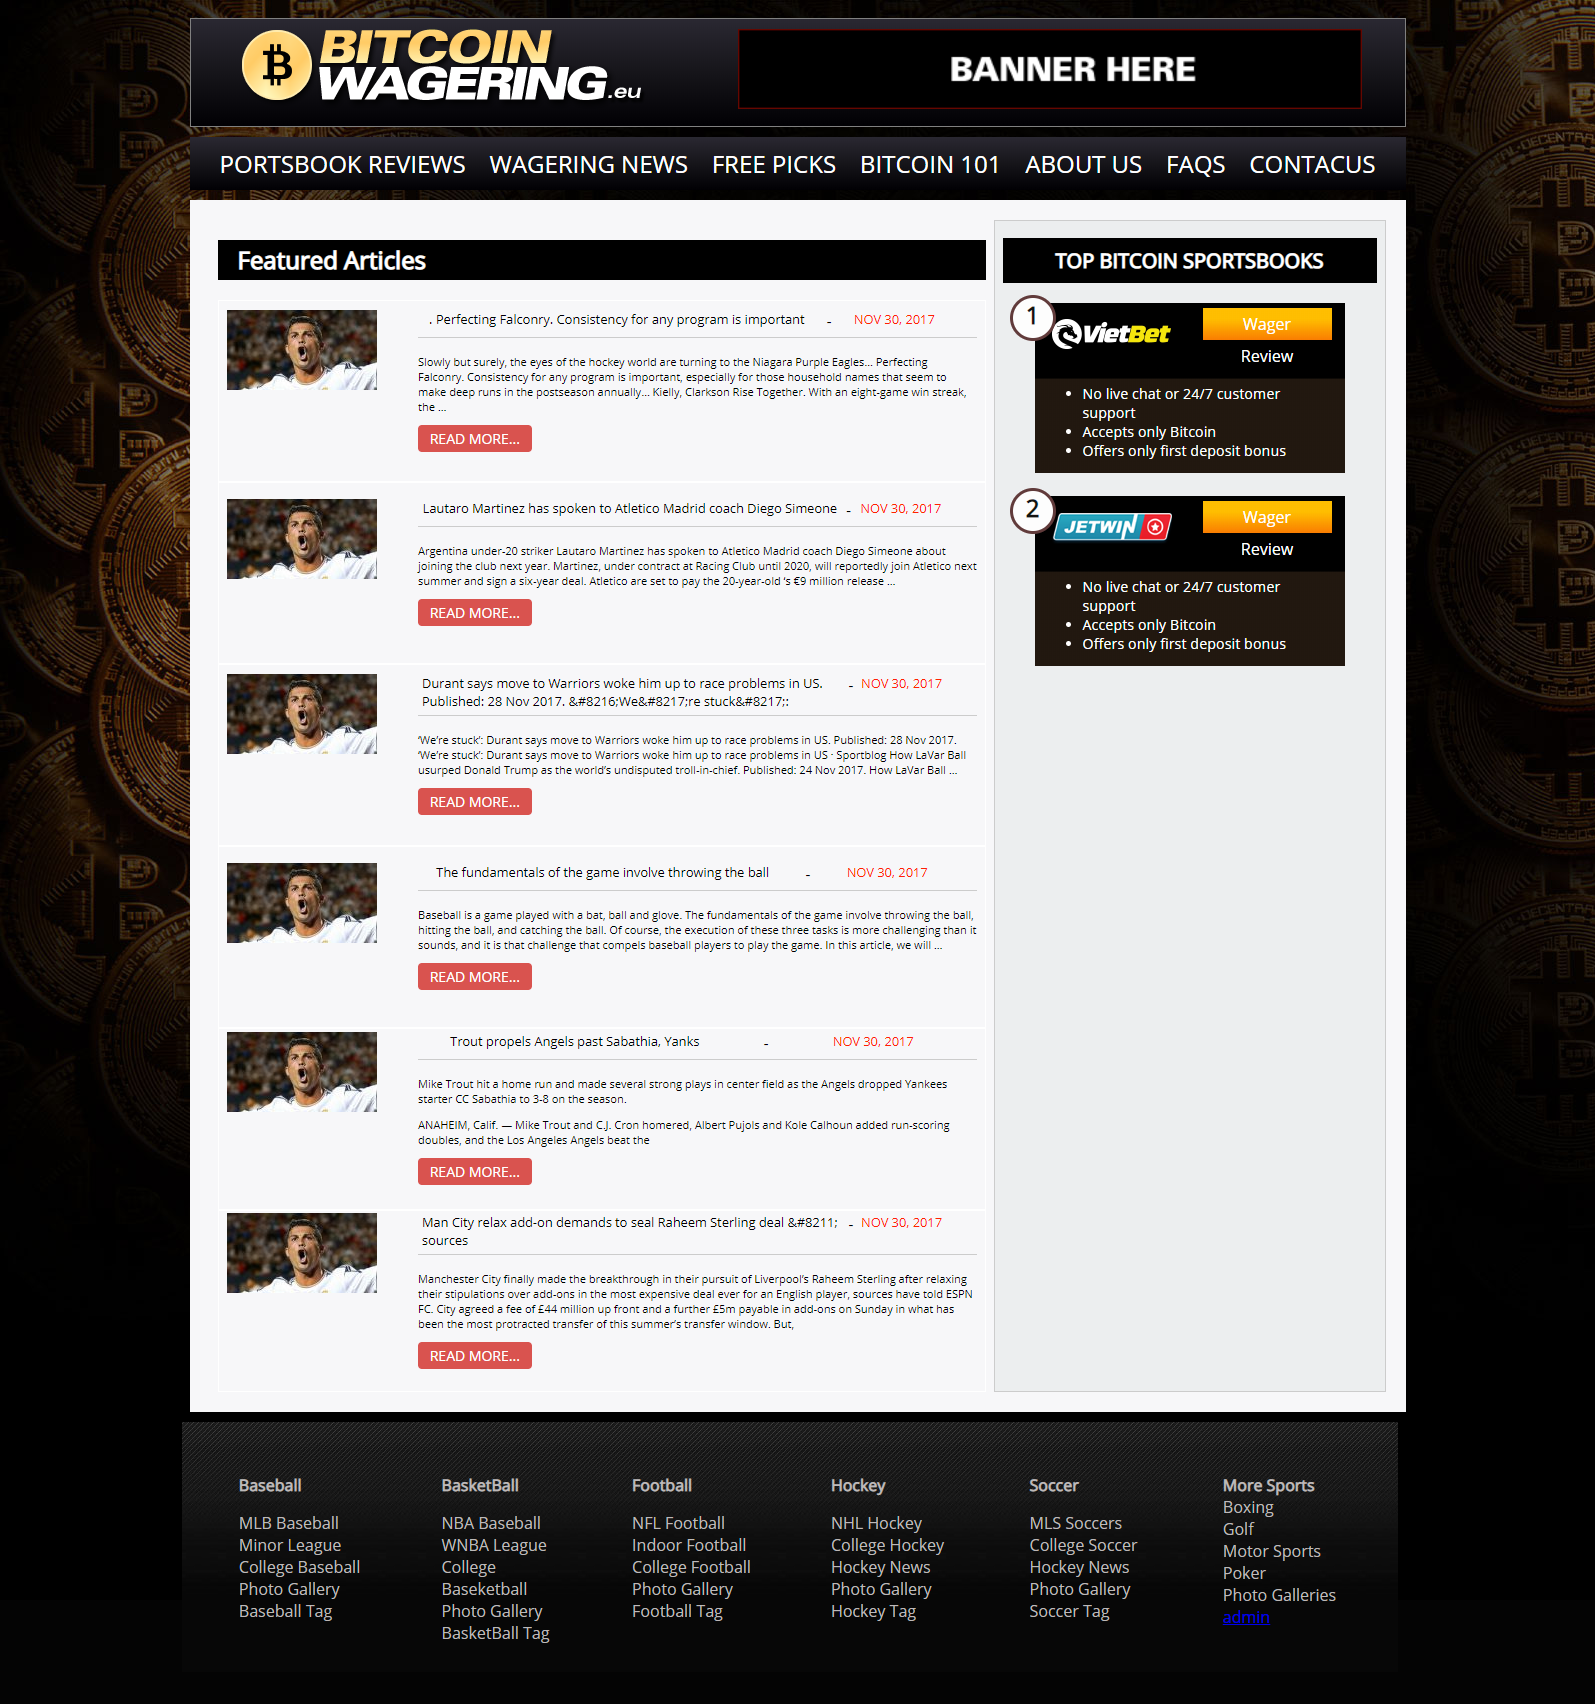 BITCOIN
WAGERING.eu
BANNER HERE
PORTSBOOK REVIEWS WAGERING NEWS FREE PICKS BITCOIN 101 ABOUT US FAQS CONTACUS
Featured Articles
. Perfecting Falconry. Consistency for any program is important - NOV 30, 2017
Slowly but surely, the eyes of the hockey world are turning to the Niagara Purple Eagles... Perfecting
Falconry. Consistency for any program is important, especially for those household names that seem to
make deep runs in the postseason annually... Kielly, Clarkson Rise Together. With an eight-game win streak,
the ...
READ MORE...
Lautaro Martinez has spoken to Atletico Madrid coach Diego Simeone - NOV 30, 2017
Argentina under-20 striker Lautaro Martinez has spoken to Atletico Madrid coach Diego Simeone about
joining the club next year. Martinez, under contract at Racing Club until 2020, will reportedly join Atletico next
summer and sign a six-year deal. Atletico are set to pay the 20-year-old ‘s €9 million release ...
READ MORE...
Durant says move to Warriors woke him up to race problems in US. - NOV 30, 2017
Published: 28 Nov 2017. &#8216;We&#8217;re stuck&#8217;:
‘We’re stuck’: Durant says move to Warriors woke him up to race problems in US. Published: 28 Nov 2017.
‘We’re stuck’: Durant says move to Warriors woke him up to race problems in US · Sportblog How LaVar Ball
usurped Donald Trump as the world’s undisputed troll-in-chief. Published: 24 Nov 2017. How LaVar Ball ...
READ MORE...
The fundamentals of the game involve throwing the ball - NOV 30, 2017
Baseball is a game played with a bat, ball and glove. The fundamentals of the game involve throwing the ball,
hitting the ball, and catching the ball. Of course, the execution of these three tasks is more challenging than it
sounds, and it is that challenge that compels baseball players to play the game. In this article, we will ...
READ MORE...
Trout propels Angels past Sabathia, Yanks - NOV 30, 2017
Mike Trout hit a home run and made several strong plays in center field as the Angels dropped Yankees
starter CC Sabathia to 3-8 on the season.
ANAHEIM, Calif. — Mike Trout and C.J. Cron homered, Albert Pujols and Kole Calhoun added run-scoring
doubles, and the Los Angeles Angels beat the
READ MORE...
Man City relax add-on demands to seal Raheem Sterling deal &#8211; - NOV 30, 2017
sources
Manchester City finally made the breakthrough in their pursuit of Liverpool’s Raheem Sterling after relaxing
their stipulations over add-ons in the most expensive deal ever for an English player, sources have told ESPN
FC. City agreed a fee of £44 million up front and a further £5m payable in add-ons on Sunday in what has
been the most protracted transfer of this summer’s transfer window. But,
READ MORE...
TOP BITCOIN SPORTSBOOKS
1
VietBet
Wager
Review
No live chat or 24/7 customer
support
Accepts only Bitcoin
Offers only first deposit bonus
2
JETWIN
Wager
Review
No live chat or 24/7 customer
support
Accepts only Bitcoin
Offers only first deposit bonus
Baseball
MLB Baseball
Minor League
College Baseball
Photo Gallery
Baseball Tag
BasketBall
NBA Baseball
WNBA League
College
Baseketball
Photo Gallery
BasketBall Tag
Football
NFL Football
Indoor Football
College Football
Photo Gallery
Football Tag
Hockey
NHL Hockey
College Hockey
Hockey News
Photo Gallery
Hockey Tag
Soccer
MLS Soccers
College Soccer
Hockey News
Photo Gallery
Soccer Tag
More Sports
Boxing
Golf
Motor Sports
Poker
Photo Galleries
admin